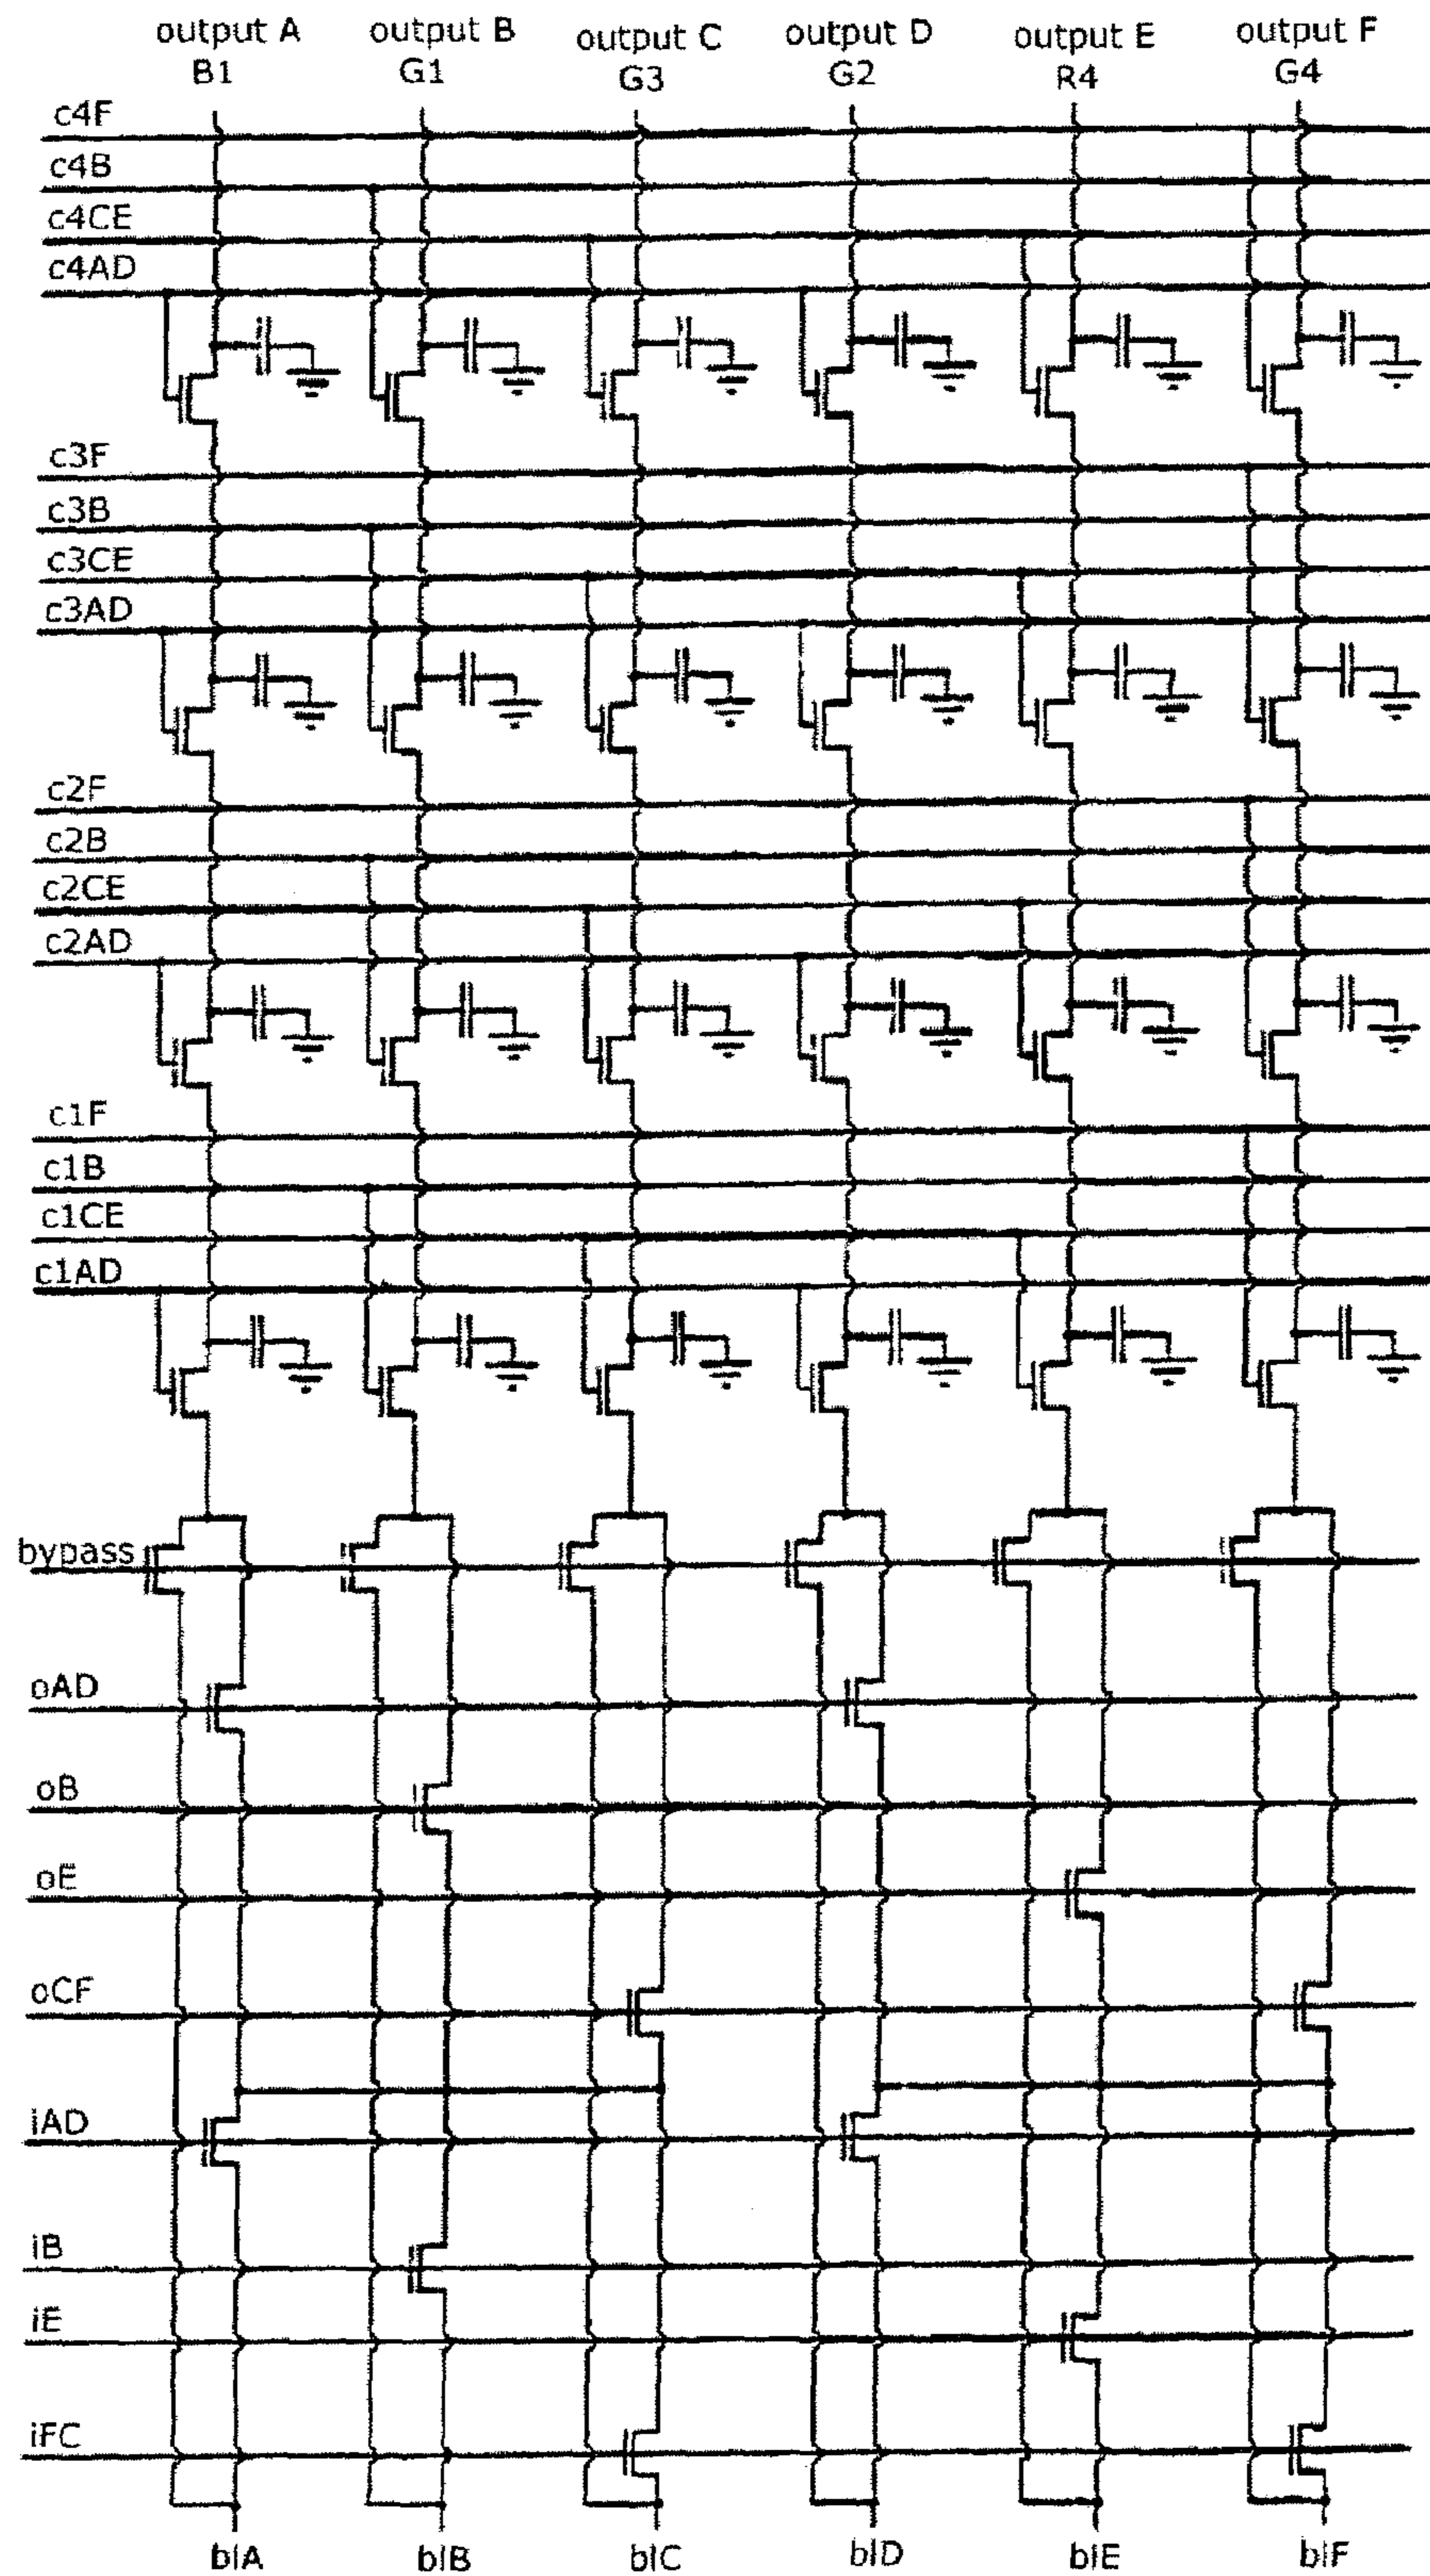 output A output B output C output D output E output F
B1 G1 G3 G2 R4 G4
c4F
c4B
c4CE
c4AD
c3F
c3B
c3CE
c3AD
c2F
c2B
c2CE
c2AD
c1F
c1B
c1CE
c1AD
bypass
oAD
oB
oE
oCF
iAD
iB
iE
iFC
blA blB blC blD blE blF